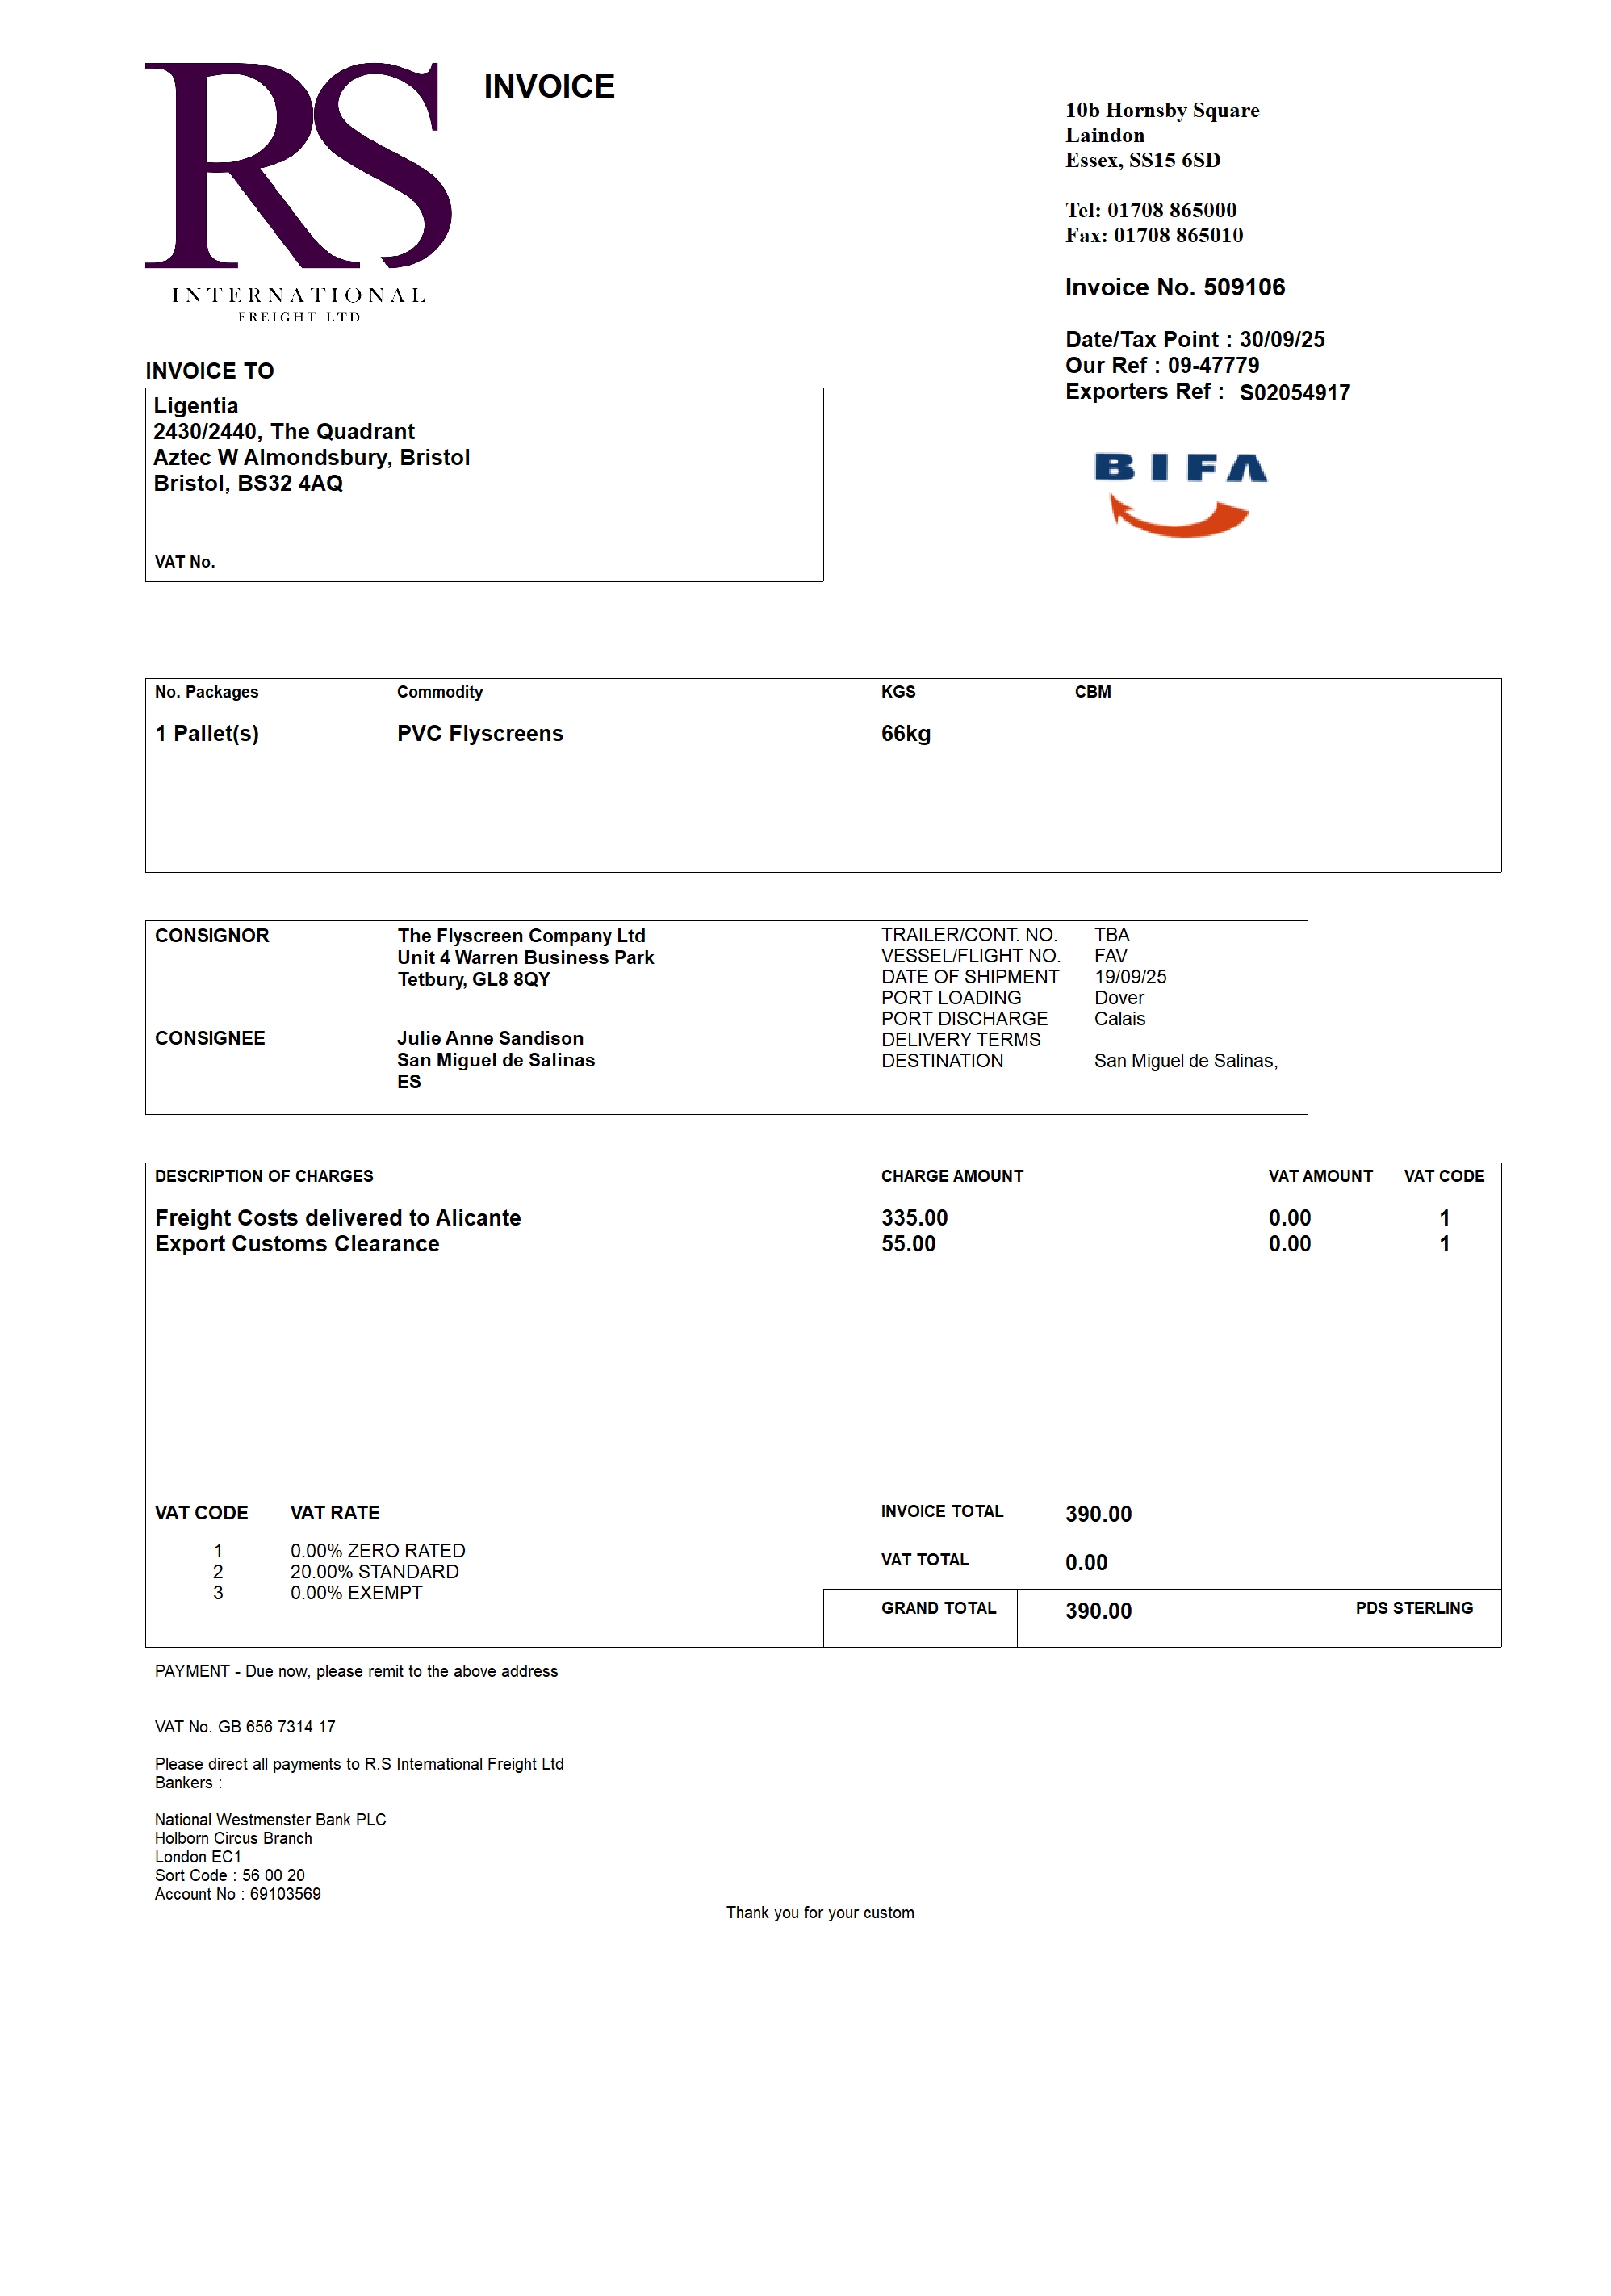 RS
INTERNATIONAL
FREIGHT LTD
INVOICE
10b Hornsby Square
Laindon
Essex, SS15 6SD
Tel: 01708 865000
Fax: 01708 865010
Invoice No. 509106
Date/Tax Point : 30/09/25
Our Ref : 09-47779
Exporters Ref : S02054917
BIFA
INVOICE TO
Ligentia
2430/2440, The Quadrant
Aztec W Almondsbury, Bristol
Bristol, BS32 4AQ
VAT No.
No. Packages Commodity KGS CBM
1 Pallet(s) PVC Flyscreens 66kg
CONSIGNOR The Flyscreen Company Ltd
Unit 4 Warren Business Park
Tetbury, GL8 8QY
CONSIGNEE Julie Anne Sandison
San Miguel de Salinas
ES
TRAILER/CONT. NO. TBA
VESSEL/FLIGHT NO. FAV
DATE OF SHIPMENT 19/09/25
PORT LOADING Dover
PORT DISCHARGE Calais
DELIVERY TERMS
DESTINATION San Miguel de Salinas,
DESCRIPTION OF CHARGES CHARGE AMOUNT VAT AMOUNT VAT CODE
Freight Costs delivered to Alicante 335.00 0.00 1
Export Customs Clearance 55.00 0.00 1
VAT CODE VAT RATE
1 0.00% ZERO RATED
2 20.00% STANDARD
3 0.00% EXEMPT
INVOICE TOTAL 390.00
VAT TOTAL 0.00
GRAND TOTAL 390.00 PDS STERLING
PAYMENT - Due now, please remit to the above address
VAT No. GB 656 7314 17
Please direct all payments to R.S International Freight Ltd
Bankers :
National Westmenster Bank PLC
Holborn Circus Branch
London EC1
Sort Code : 56 00 20
Account No : 69103569
Thank you for your custom